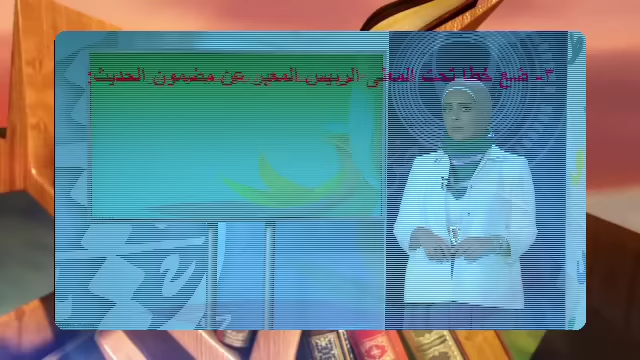 ٣- ضع خطا تحت المعنى الرئيس المعبر عن مضمون الحديث: